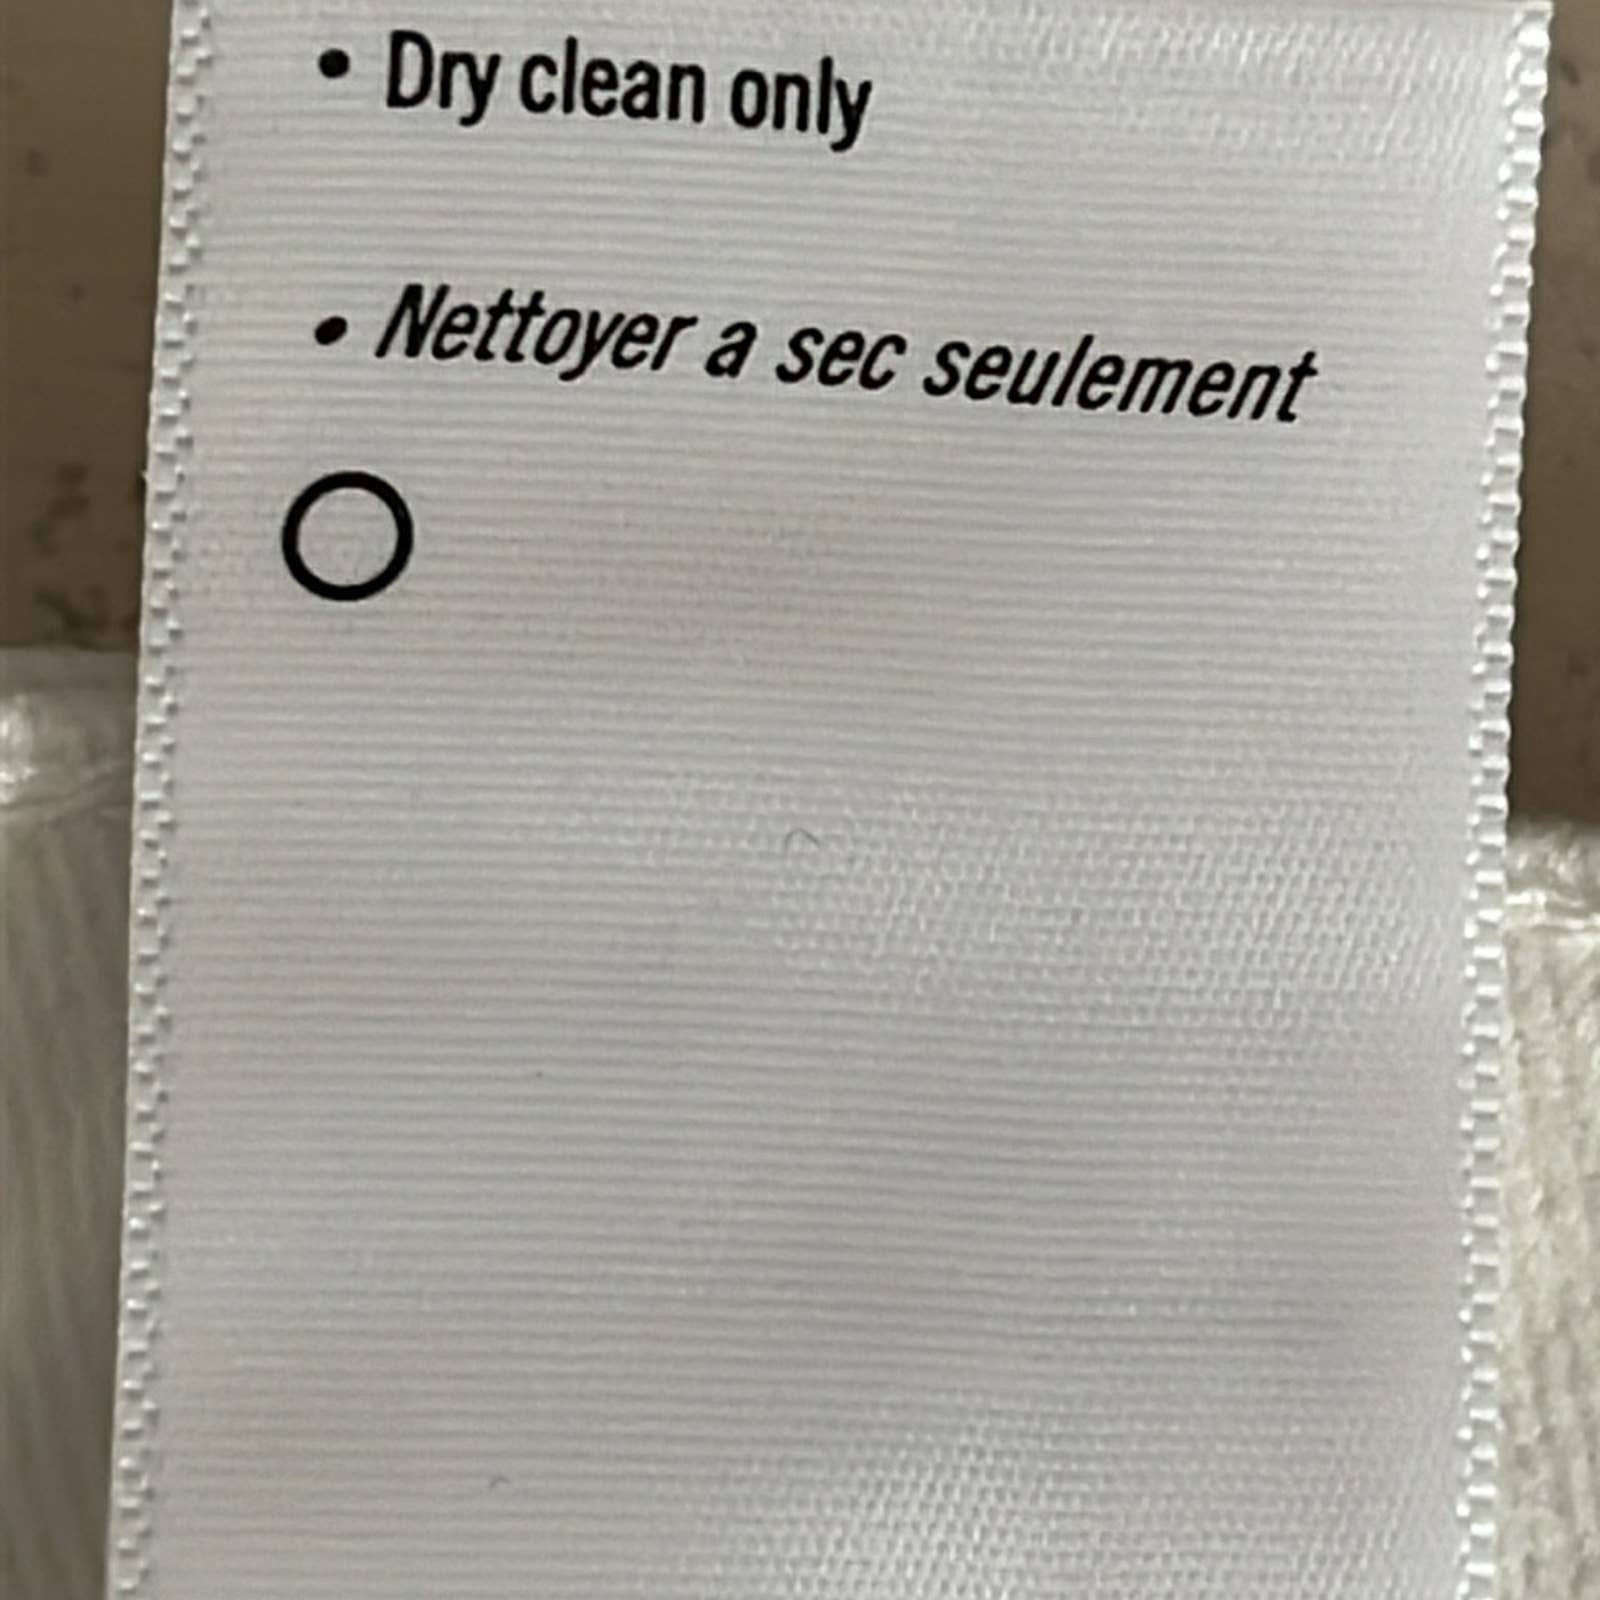 • Dry clean only
• Nettoyer a sec seulement